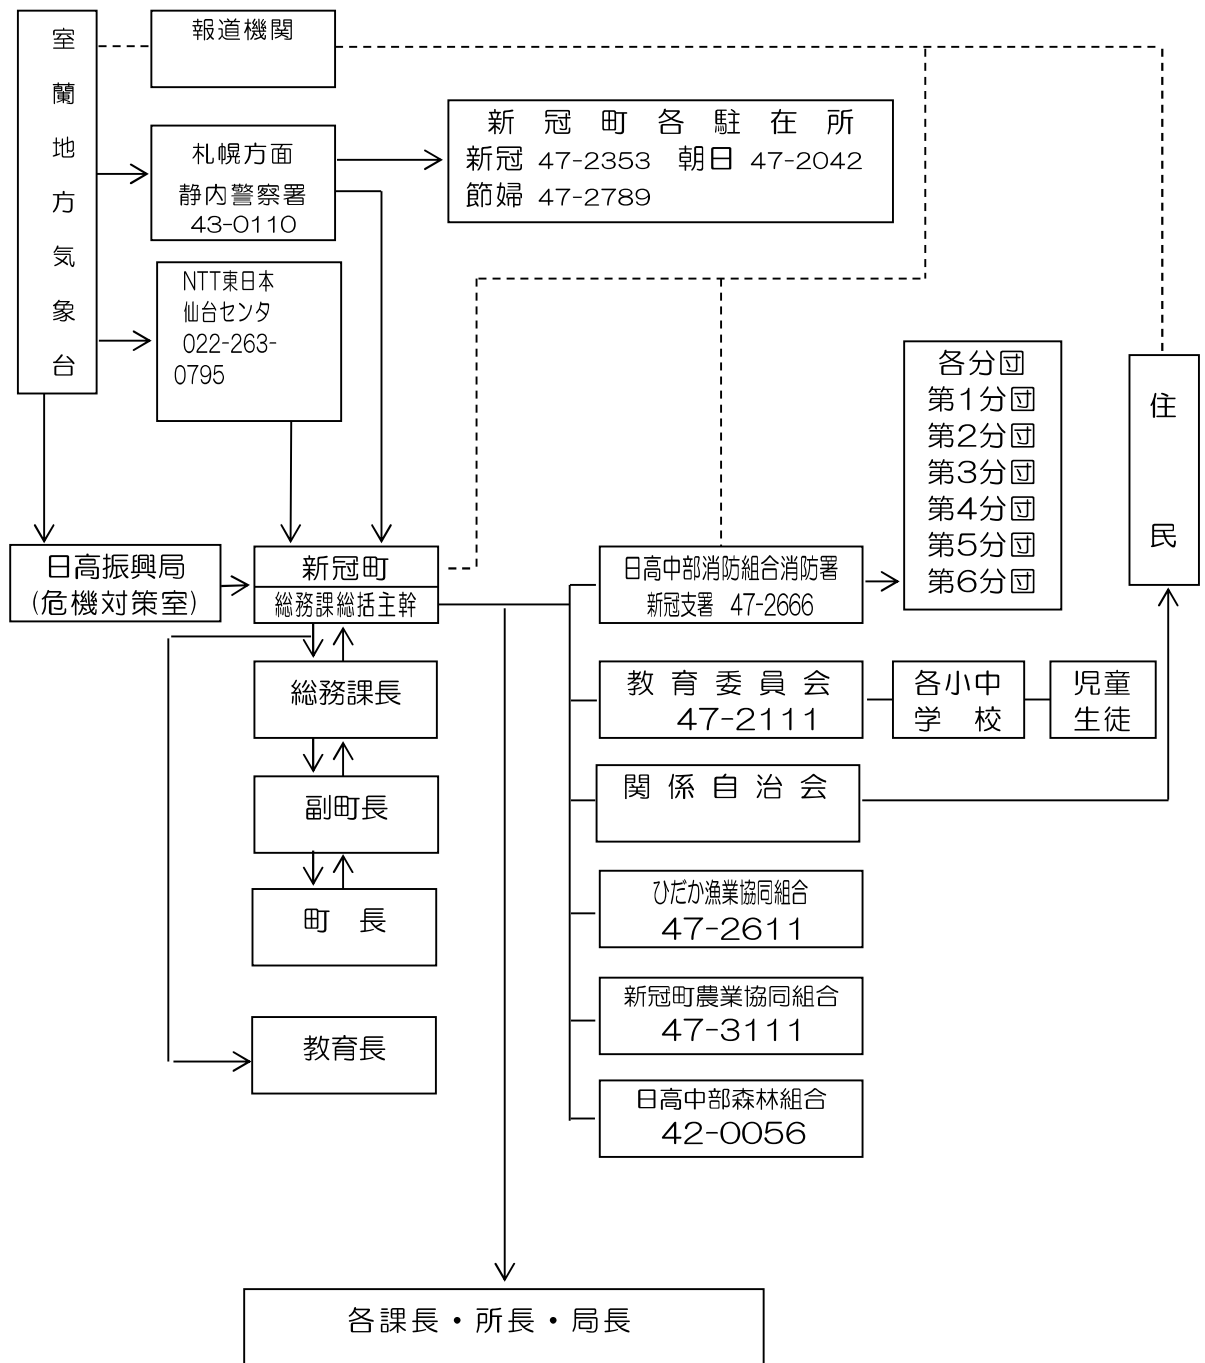 室蘭地方気象台
報道機関
札幌方面
静内警察署
43-0110
新冠町各駐在所
新冠 47-2353 朝日 47-2042
節婦 47-2789
NTT東日本
仙台センタ
022-263-
0795
各分団
第1分団
第2分団
第3分団
第4分団
第5分団
第6分団
住民
日高振興局
(危機対策室)
新冠町
総務課総括主幹
日高中部消防組合消防署
新冠支署 47-2666
総務課長
教育委員会
47-2111
各小中
学 校
児童
生徒
副町長
関係自治会
町 長
ひだか漁業協同組合
47-2611
新冠町農業協同組合
47-3111
教育長
日高中部森林組合
42-0056
各課長・所長・局長